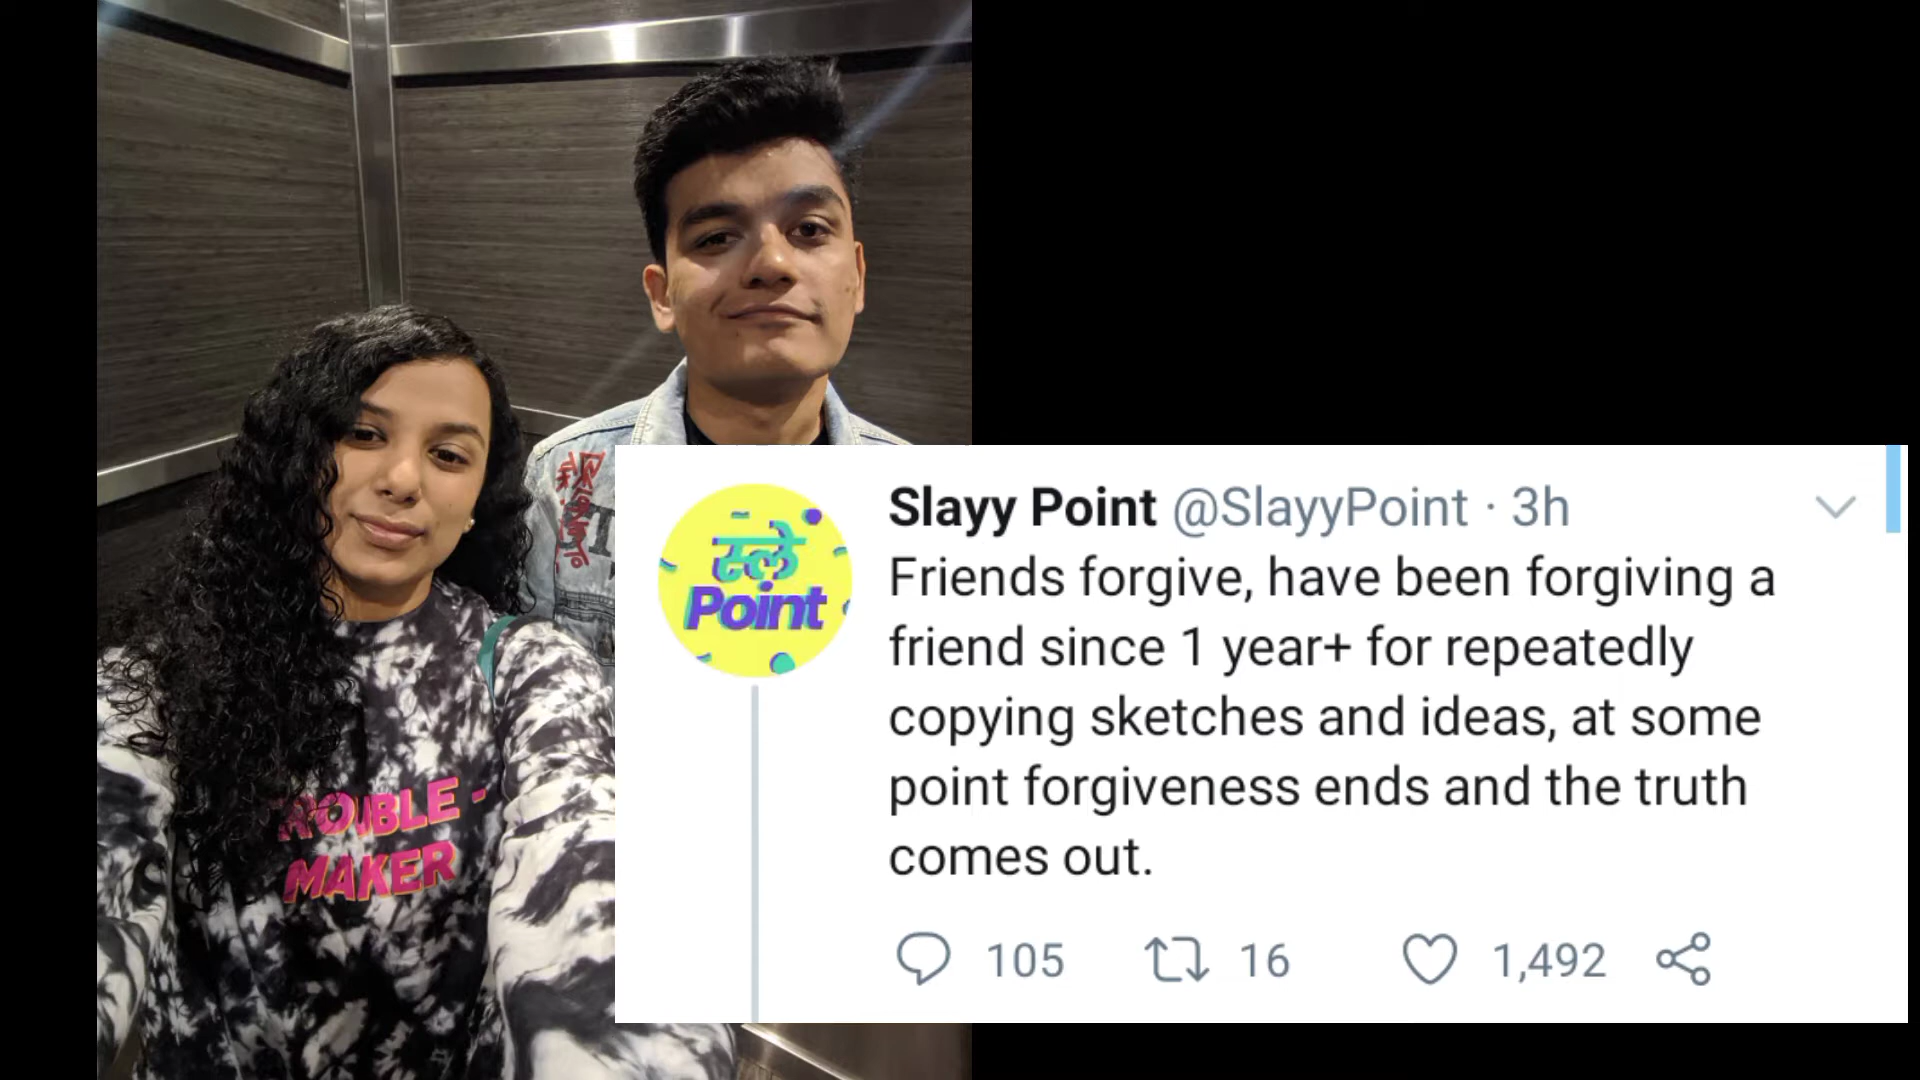 Slayy Point @SlayyPoint · 3h
Friends forgive, have been forgiving a
friend since 1 year+ for repeatedly
copying sketches and ideas, at some
point forgiveness ends and the truth
comes out.
105 16 1,492
स्ले
Point
TROUBLE -
MAKER